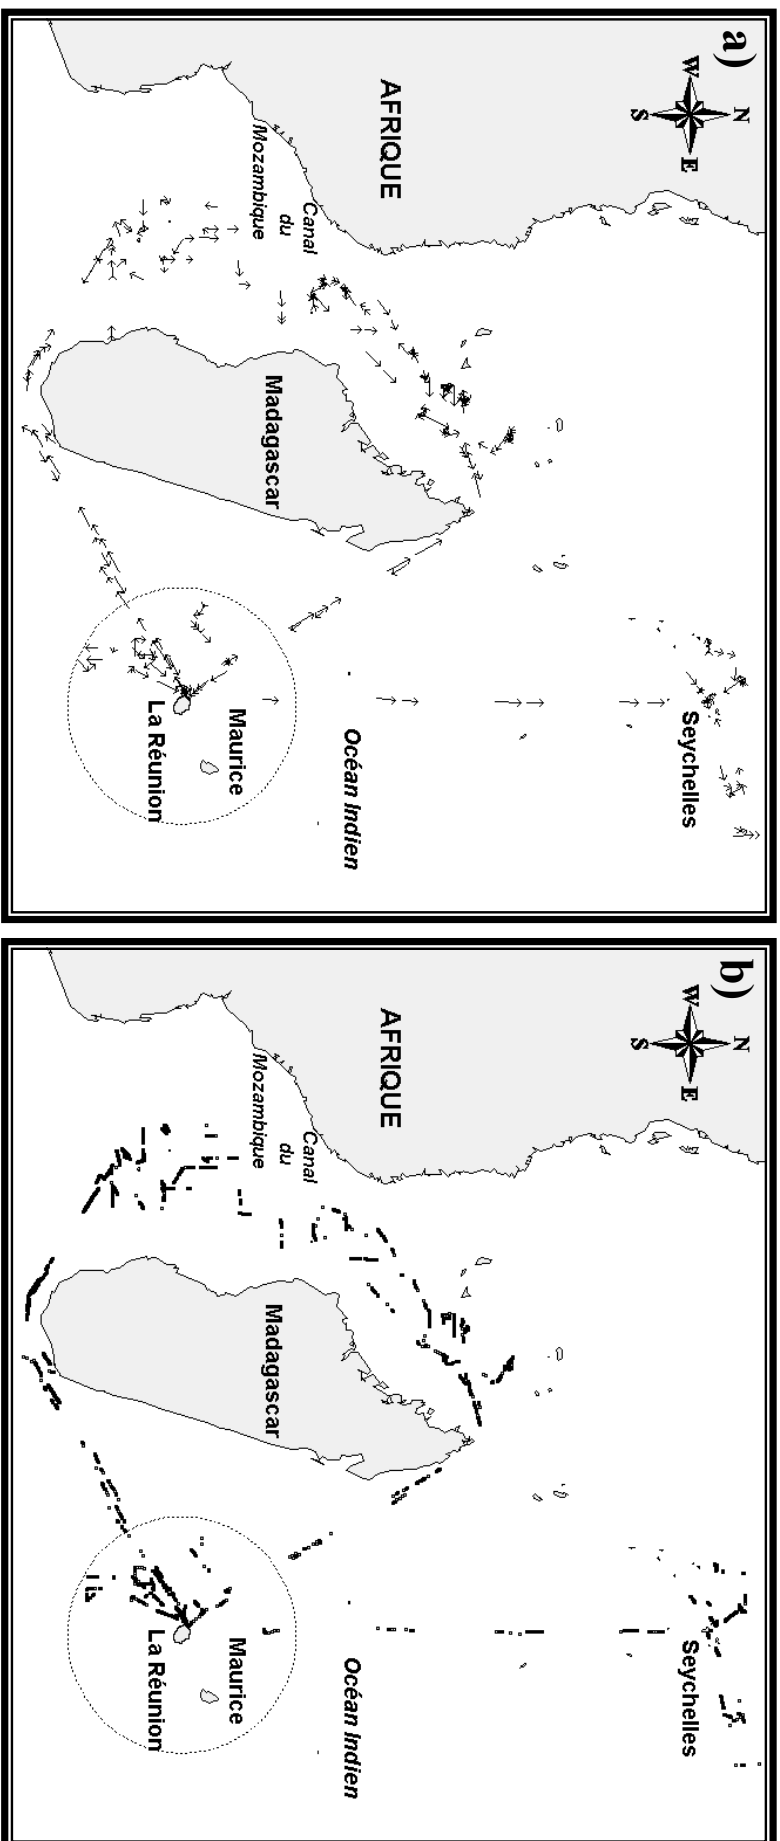 a)
N
W
E
S
AFRIQUE
Canal
du
Mozambique
Madagascar
Seychelles
Océan Indien
Maurice
La Réunion
b)
N
W
E
S
AFRIQUE
Canal
du
Mozambique
Madagascar
Seychelles
Océan Indien
Maurice
La Réunion